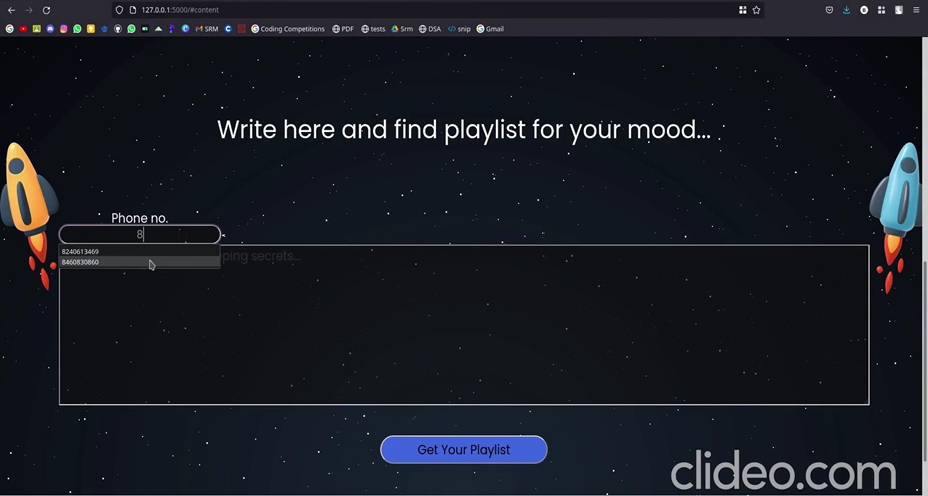 127.0.0.1:5000/#content
SRM
Coding Competitions
PDF
tests
Srm
DSA
snip
Gmail
Write here and find playlist for your mood...
Phone no.
8
8240613469
8460830860
ping secrets...
Get Your Playlist
clideo.com